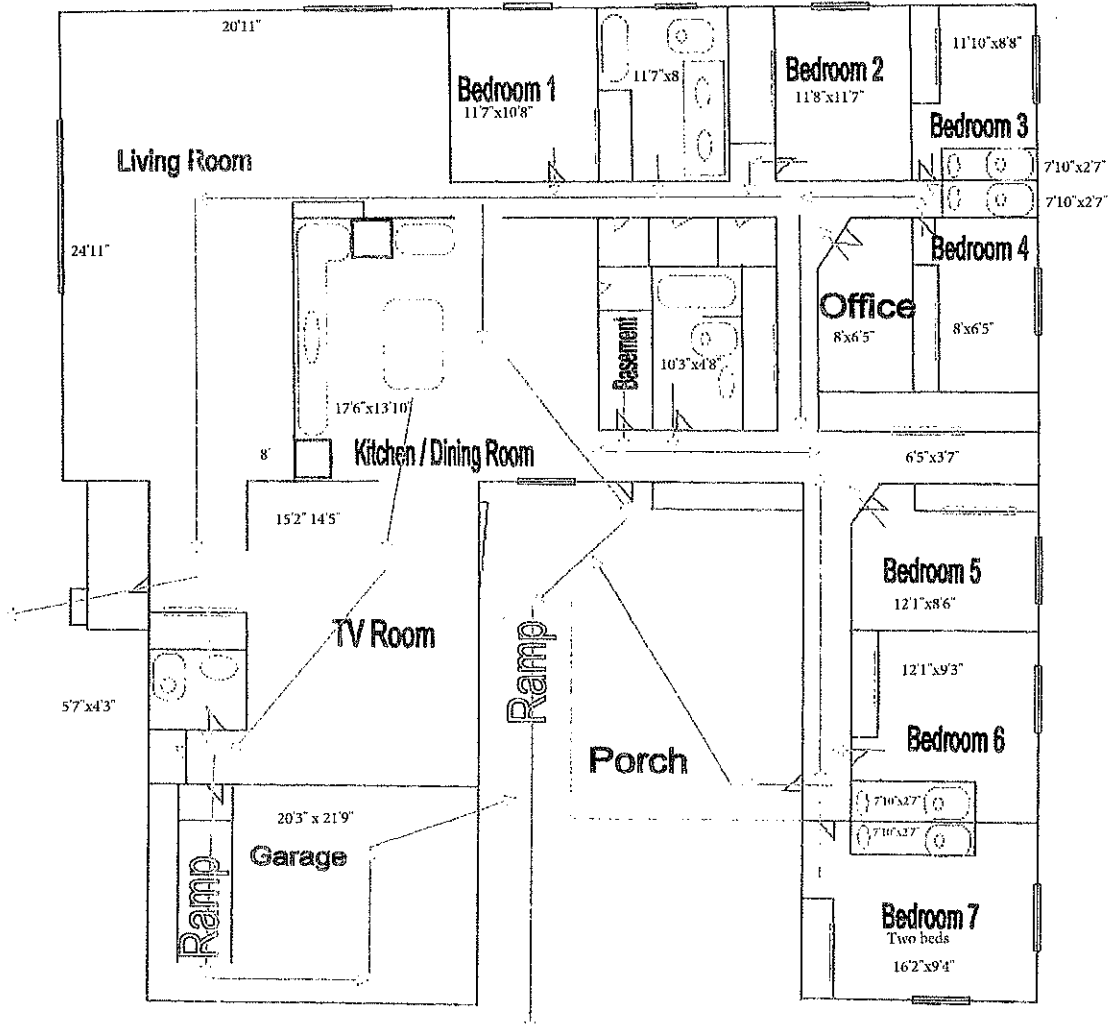 20'11"
Living Room
24'11"
Bedroom 1
11'7"x10'8"
11'7"x8
Bedroom 2
11'8"x11'7"
11'10"x8'8"
Bedroom 3
7'10"x2'7"
7'10"x2'7"
Bedroom 4
8'x6'5"
Office
8'x6'5"
Basement
10'3"x4'8"
17'6"x13'10"
8'
Kitchen / Dining Room
6'5"x3'7"
15'2" 14'5"
TV Room
5'7"x4'3"
Ramp
Porch
Bedroom 5
12'1"x8'6"
12'1"x9'3"
Bedroom 6
7'10"x2'7"
7'10"x2'7"
20'3" x 21'9"
Garage
Ramp
Bedroom 7
Two beds
16'2"x9'4"